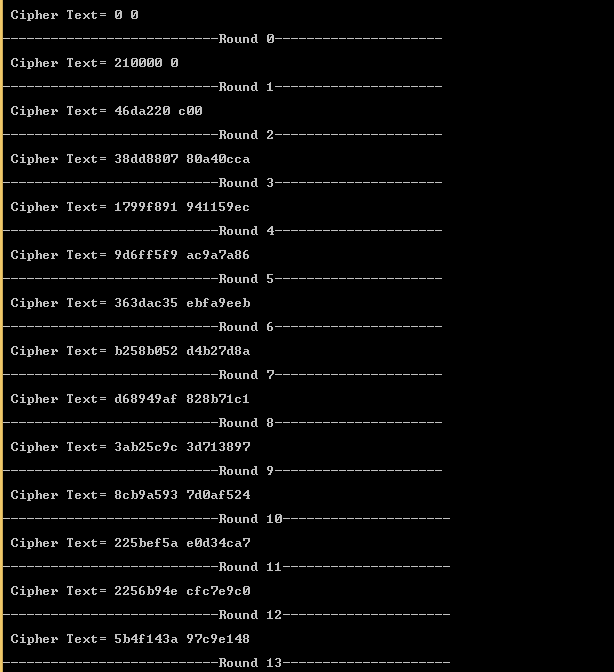 Cipher Text= 0 0
---------------------------Round 0---------------------
Cipher Text= 210000 0
---------------------------Round 1---------------------
Cipher Text= 46da220 c00
---------------------------Round 2---------------------
Cipher Text= 38dd8807 80a40cca
---------------------------Round 3---------------------
Cipher Text= 1799f891 941159ec
---------------------------Round 4---------------------
Cipher Text= 9d6ff5f9 ac9a7a86
---------------------------Round 5---------------------
Cipher Text= 363dac35 ebfa9eeb
---------------------------Round 6---------------------
Cipher Text= b258b052 d4b27d8a
---------------------------Round 7---------------------
Cipher Text= d68949af 828b71c1
---------------------------Round 8---------------------
Cipher Text= 3ab25c9c 3d713897
---------------------------Round 9---------------------
Cipher Text= 8cb9a593 7d0af524
---------------------------Round 10---------------------
Cipher Text= 225bef5a e0d34ca7
---------------------------Round 11---------------------
Cipher Text= 2256b94e cfc7e9c0
---------------------------Round 12---------------------
Cipher Text= 5b4f143a 97c9e148
---------------------------Round 13---------------------